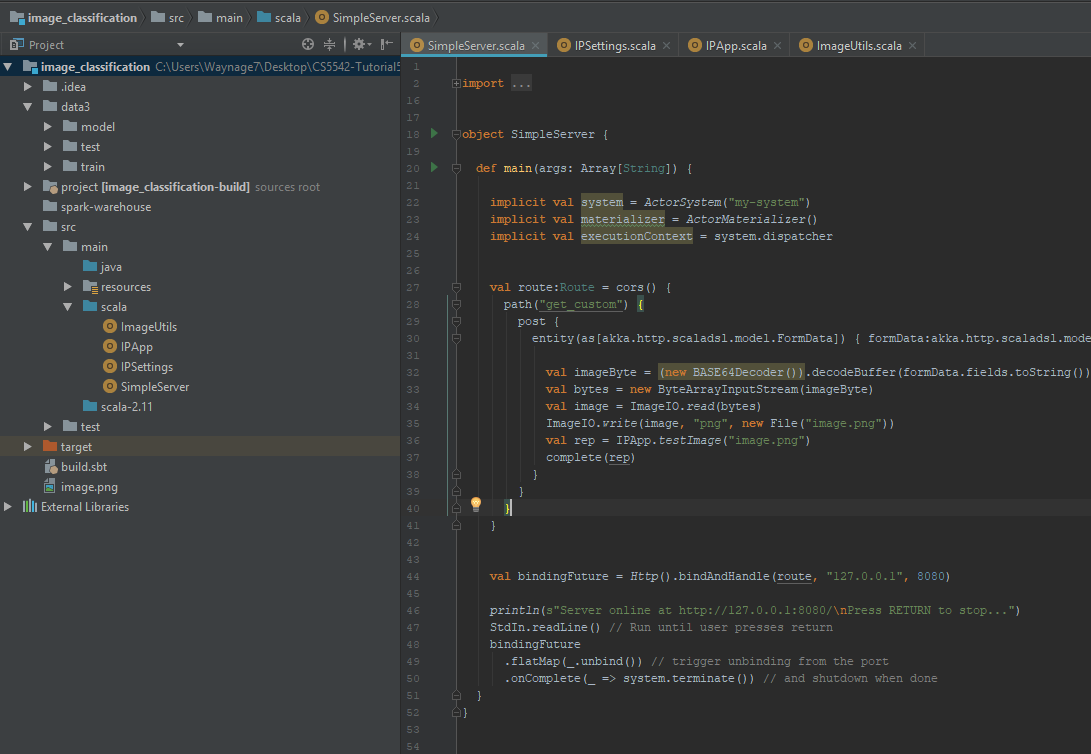 image_classification src main scala SimpleServer.scala
Project
SimpleServer.scala IPSettings.scala IPApp.scala ImageUtils.scala
image_classification C:\Users\Waynage7\Desktop\CS5542-Tutorial5
.idea
data3
model
test
train
project [image_classification-build] sources root
spark-warehouse
src
main
java
resources
scala
ImageUtils
IPApp
IPSettings
SimpleServer
scala-2.11
test
target
build.sbt
image.png
External Libraries
1
2 import ...
16
17
18 object SimpleServer {
19
20 def main(args: Array[String]) {
21
22 implicit val system = ActorSystem("my-system")
23 implicit val materializer = ActorMaterializer()
24 implicit val executionContext = system.dispatcher
25
26
27 val route:Route = cors() {
28 path("get_custom") {
29 post {
30 entity(as[akka.http.scaladsl.model.FormData]) { formData:akka.http.scaladsl.mode
31
32 val imageByte = (new BASE64Decoder()).decodeBuffer(formData.fields.toString())
33 val bytes = new ByteArrayInputStream(imageByte)
34 val image = ImageIO.read(bytes)
35 ImageIO.write(image, "png", new File("image.png"))
36 val rep = IPApp.testImage("image.png")
37 complete(rep)
38 }
39 }
40 }
41 }
42
43
44 val bindingFuture = Http().bindAndHandle(route, "127.0.0.1", 8080)
45
46 println(s"Server online at http://127.0.0.1:8080/\nPress RETURN to stop...")
47 StdIn.readLine() // Run until user presses return
48 bindingFuture
49 .flatMap(_.unbind()) // trigger unbinding from the port
50 .onComplete(_ => system.terminate()) // and shutdown when done
51 }
52 }
53
54